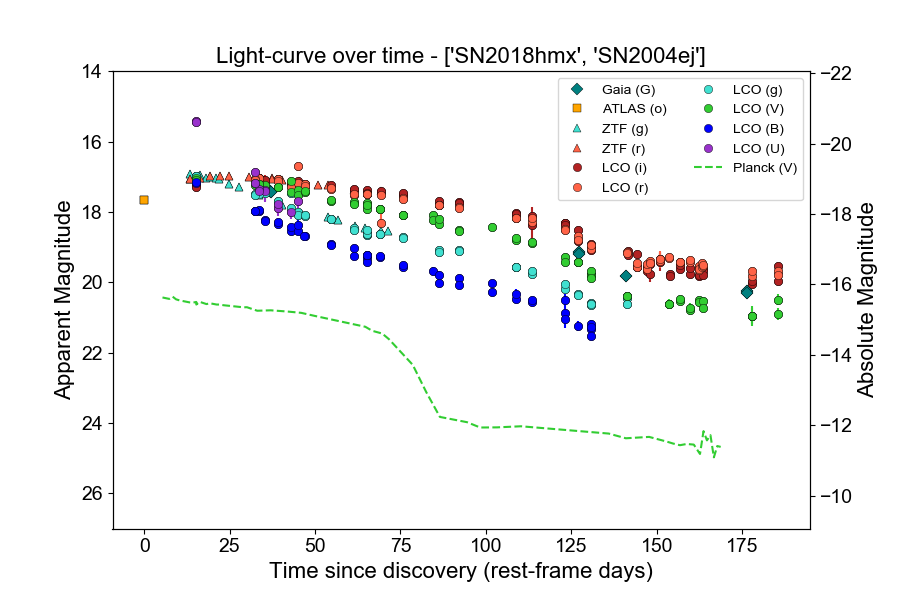 Light-curve over time - ['SN2018hmx', 'SN2004ej']
14
16
18
20
22
24
26
Apparent Magnitude
−22
−20
−18
−16
−14
−12
−10
Absolute Magnitude
Gaia (G)
ATLAS (o)
ZTF (g)
ZTF (r)
LCO (i)
LCO (r)
LCO (g)
LCO (V)
LCO (B)
LCO (U)
Planck (V)
0 25 50 75 100 125 150 175
Time since discovery (rest-frame days)